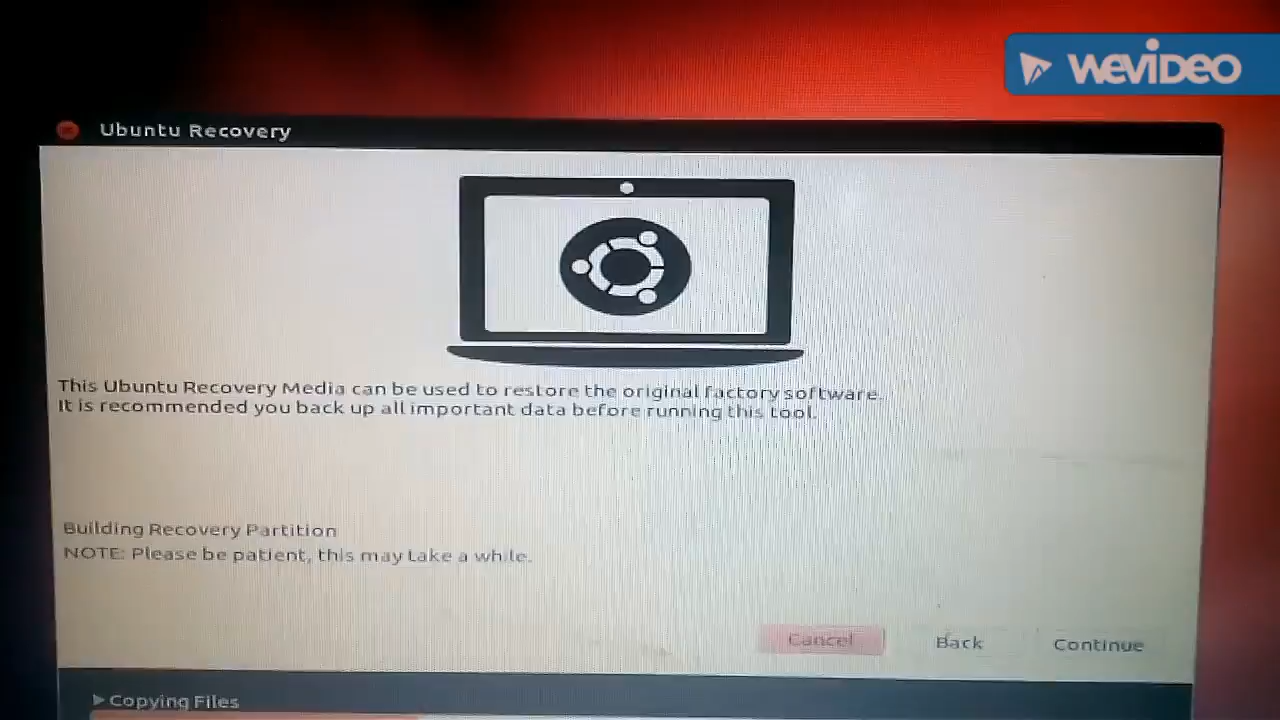 WEVIDEO
Ubuntu Recovery
This Ubuntu Recovery Media can be used to restore the original factory software.
It is recommended you back up all important data before running this tool.
Building Recovery Partition
NOTE: Please be patient, this may take a while.
Cancel Back Continue
Copying Files